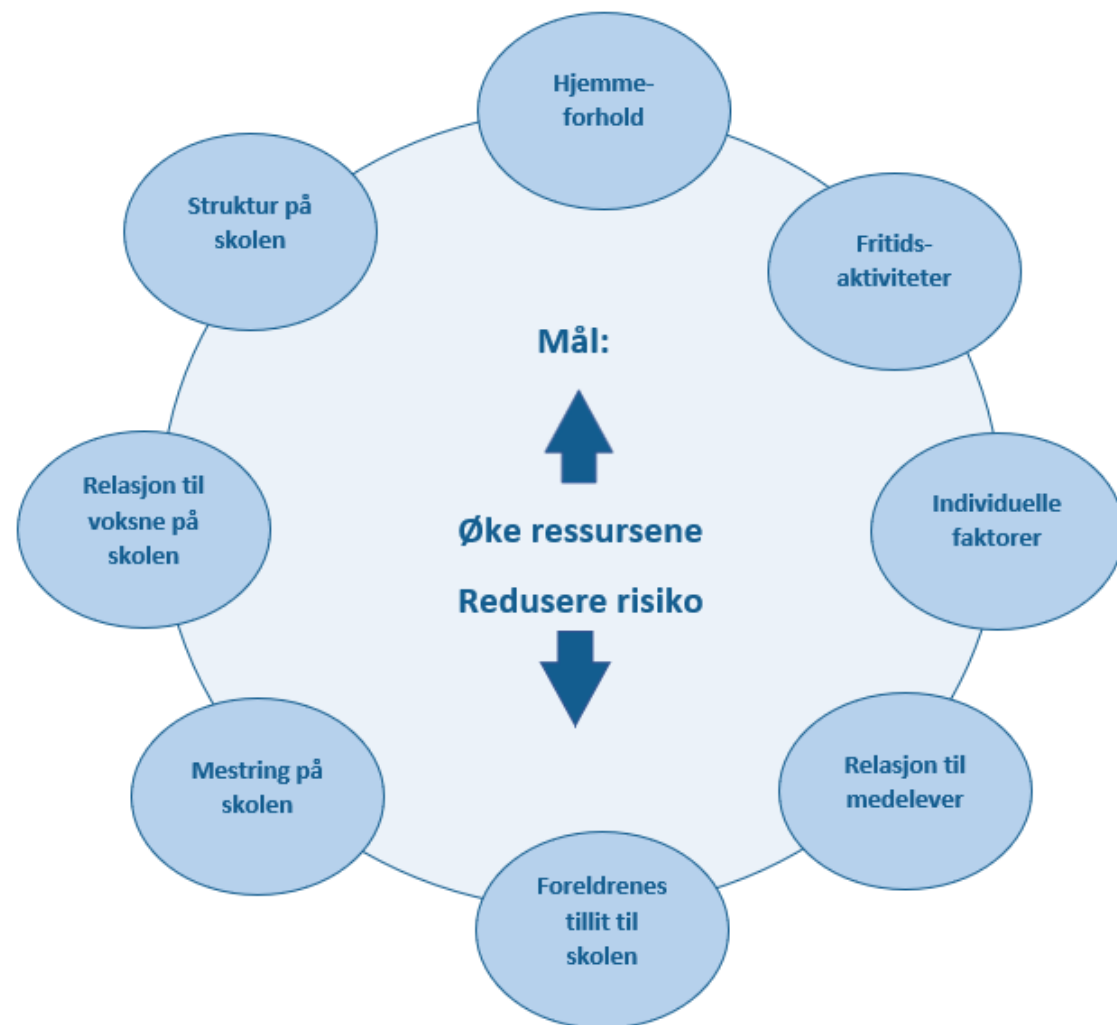 Hjemme-
forhold
Fritids-
aktiviteter
Individuelle
faktorer
Relasjon til
medelever
Foreldrenes
tillit til
skolen
Mestring på
skolen
Relasjon til
voksne på
skolen
Struktur på
skolen
Mål:
Øke ressursene
Redusere risiko